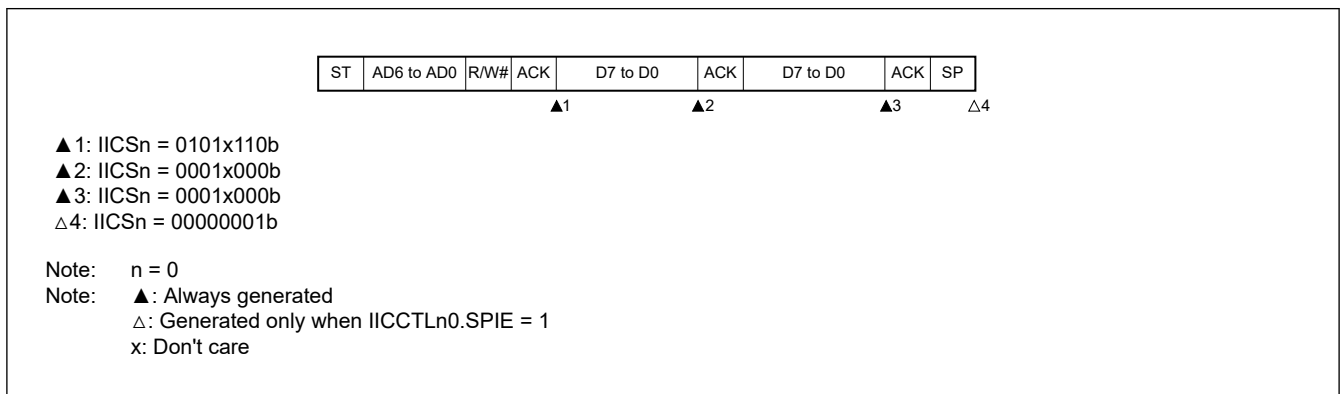 ST AD6 to AD0 R/W# ACK D7 to D0 ACK D7 to D0 ACK SP
▲1 ▲2 ▲3 △4
▲1: IICSn = 0101x110b
▲2: IICSn = 0001x000b
▲3: IICSn = 0001x000b
△4: IICSn = 00000001b
Note: n = 0
Note: ▲: Always generated
△: Generated only when IICCTLn0.SPIE = 1
x: Don't care